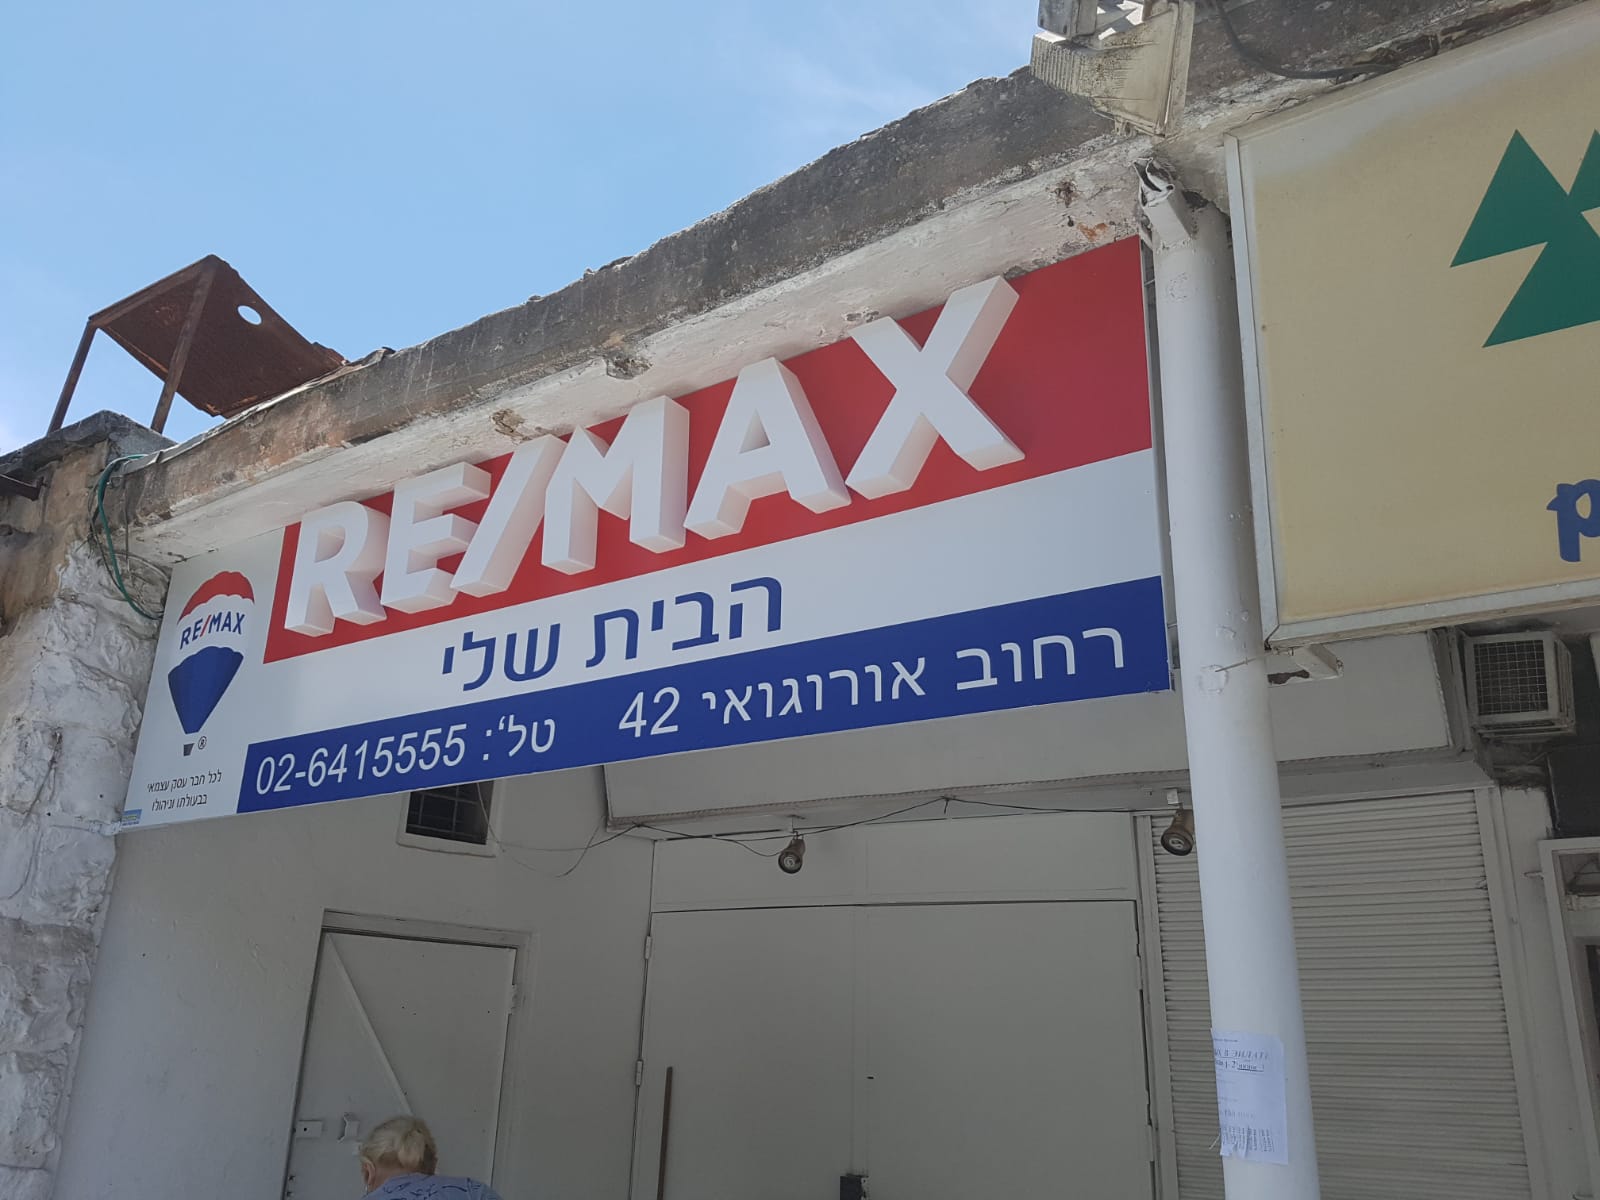 RE/MAX
הבית שלי
רחוב אורוגואי 42 טל': 02-6415555
RE/MAX
®
לכל חבר עסק עצמאי
בבעלותו וניהולו